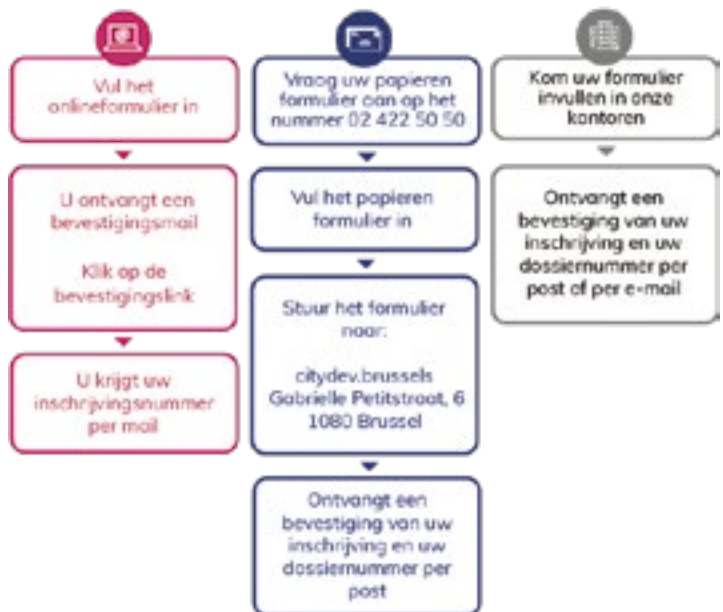 Vul het
onlineformulier in
U ontvangt een
bevestigingsmail
Klik op de
bevestigingslink
U krijgt uw
inschrijvingsnummer
per mail
Vraag uw papieren
formulier aan op het
nummer 02 422 50 50
Vul het papieren
formulier in
Stuur het formulier
naar:
citydev.brussels
Gabrielle Petitstraat, 6
1080 Brussel
Ontvangt een
bevestiging van uw
inschrijving en uw
dossiernummer per
post
Kom uw formulier
invullen in onze
kantoren
Ontvangt een
bevestiging van uw
inschrijving en uw
dossiernummer per
post of per e-mail